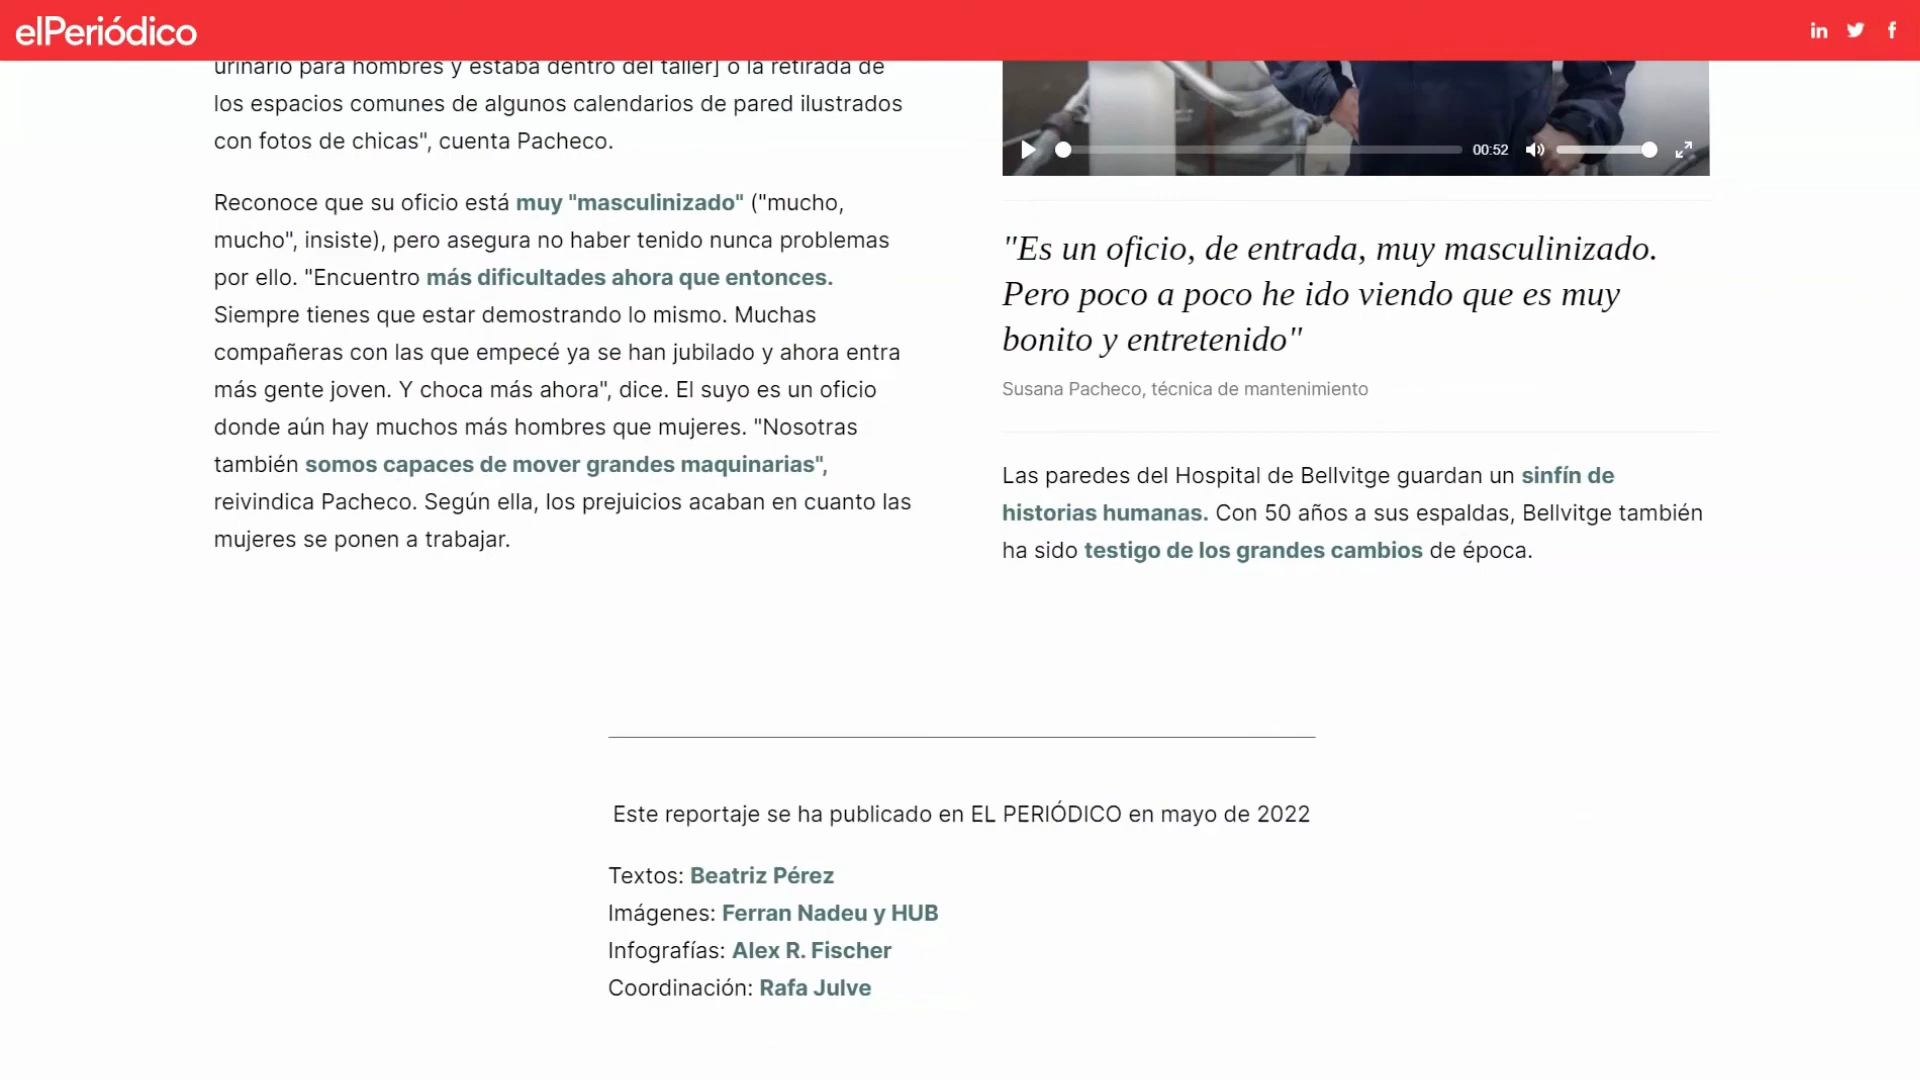 elPeriódico
urinario para hombres y estaba dentro del taller] o la retirada de
los espacios comunes de algunos calendarios de pared ilustrados
con fotos de chicas", cuenta Pacheco.
Reconoce que su oficio está muy "masculinizado" ("mucho,
mucho", insiste), pero asegura no haber tenido nunca problemas
por ello. "Encuentro más dificultades ahora que entonces.
Siempre tienes que estar demostrando lo mismo. Muchas
compañeras con las que empecé ya se han jubilado y ahora entra
más gente joven. Y choca más ahora", dice. El suyo es un oficio
donde aún hay muchos más hombres que mujeres. "Nosotras
también somos capaces de mover grandes maquinarias",
reivindica Pacheco. Según ella, los prejuicios acaban en cuanto las
mujeres se ponen a trabajar.
00:52
"Es un oficio, de entrada, muy masculinizado.
Pero poco a poco he ido viendo que es muy
bonito y entretenido"
Susana Pacheco, técnica de mantenimiento
Las paredes del Hospital de Bellvitge guardan un sinfín de
historias humanas. Con 50 años a sus espaldas, Bellvitge también
ha sido testigo de los grandes cambios de época.
Este reportaje se ha publicado en EL PERIÓDICO en mayo de 2022
Textos: Beatriz Pérez
Imágenes: Ferran Nadeu y HUB
Infografías: Alex R. Fischer
Coordinación: Rafa Julve